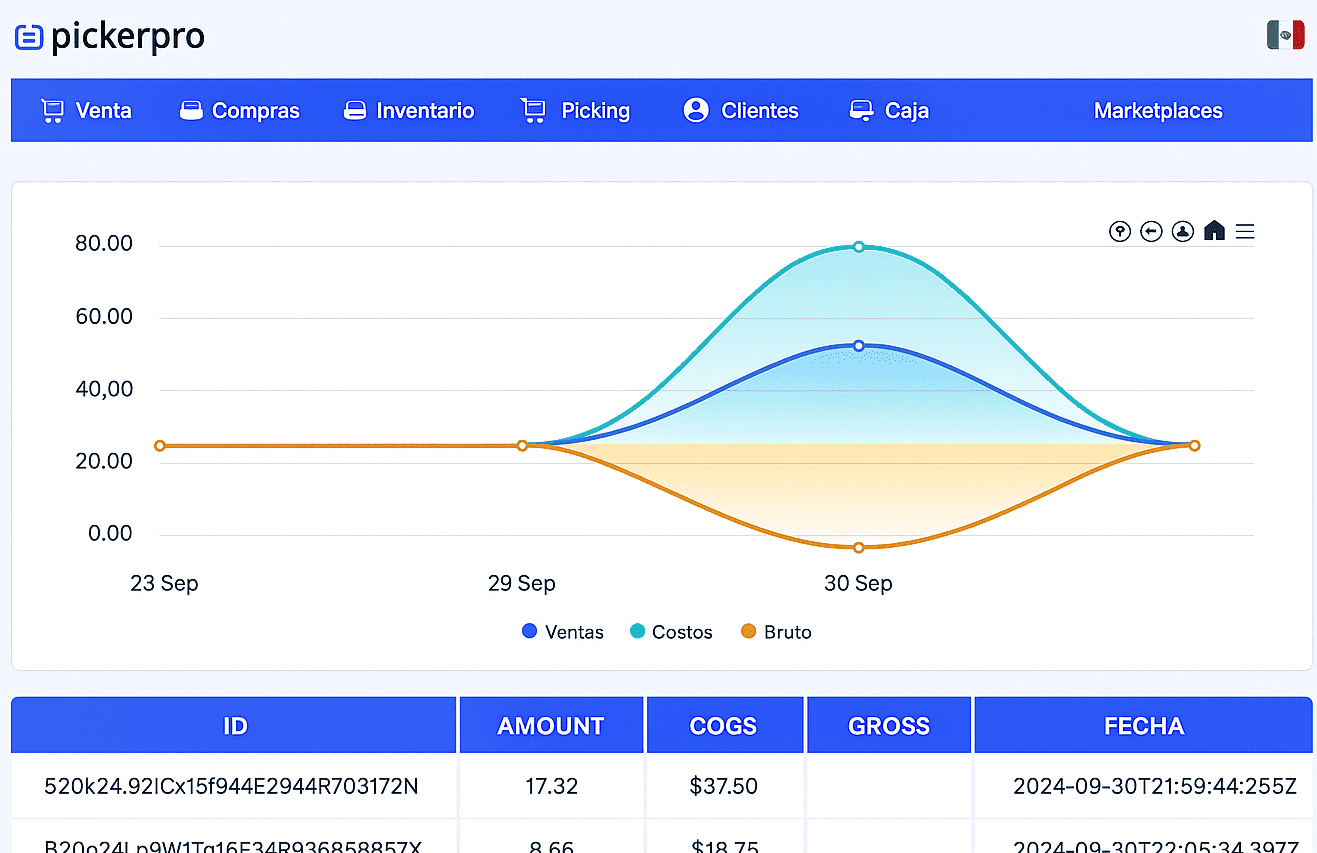 pickerpro
Venta Compras Inventario Picking Clientes Caja Marketplaces
80.00
60.00
40,00
20.00
0.00
23 Sep 29 Sep 30 Sep
Ventas Costos Bruto
ID AMOUNT COGS GROSS FECHA
520k24.92ICx15f944E2944R703172N 17.32 $37.50 2024-09-30T21:59:44:255Z
8.66 $18.75 2024-09-30T22:05:34.397Z